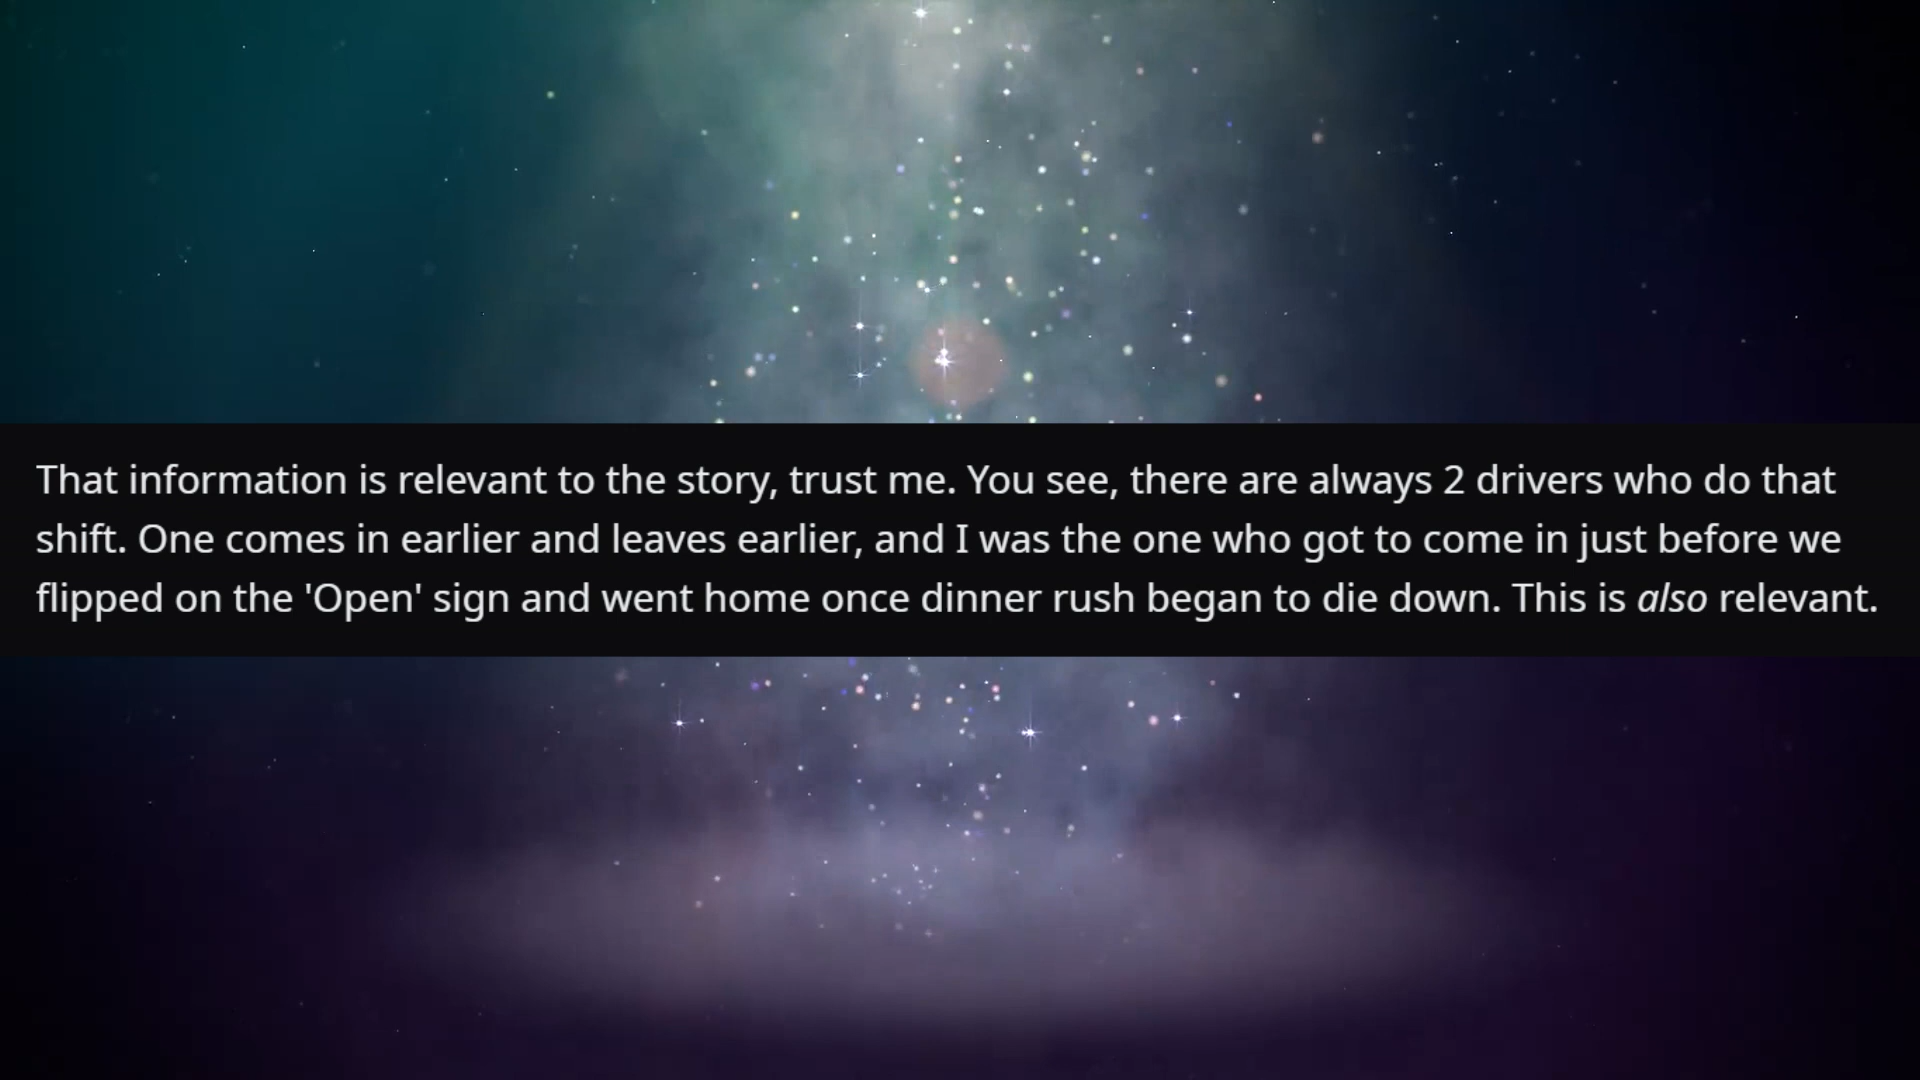 That information is relevant to the story, trust me. You see, there are always 2 drivers who do that
shift. One comes in earlier and leaves earlier, and I was the one who got to come in just before we
flipped on the 'Open' sign and went home once dinner rush began to die down. This is also relevant.